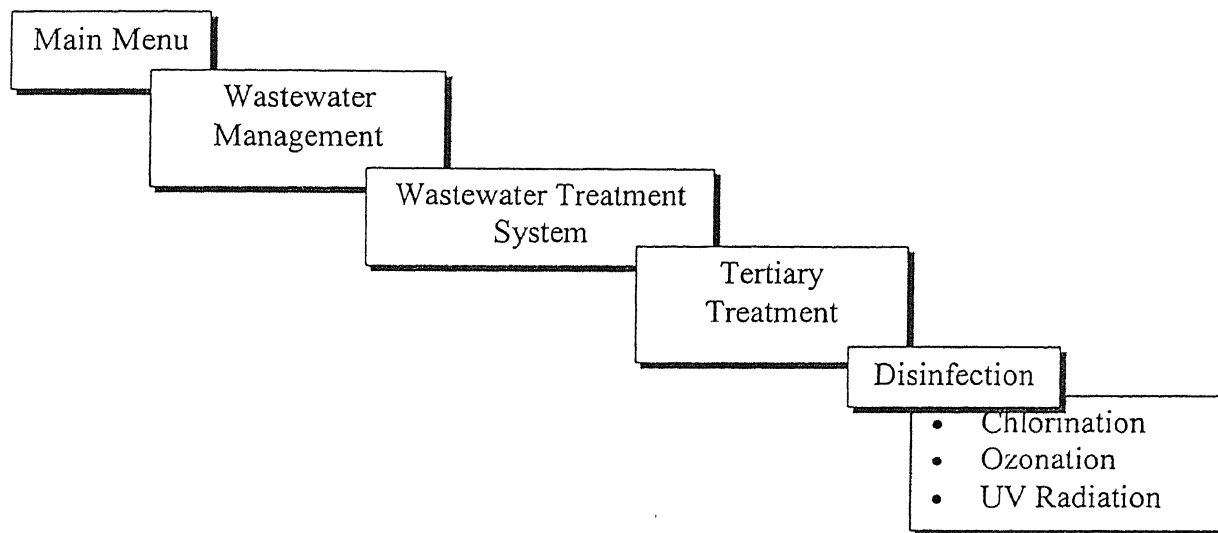 Main Menu
Wastewater
Management
Wastewater Treatment
System
Tertiary
Treatment
Disinfection
• Chlorination
• Ozonation
• UV Radiation